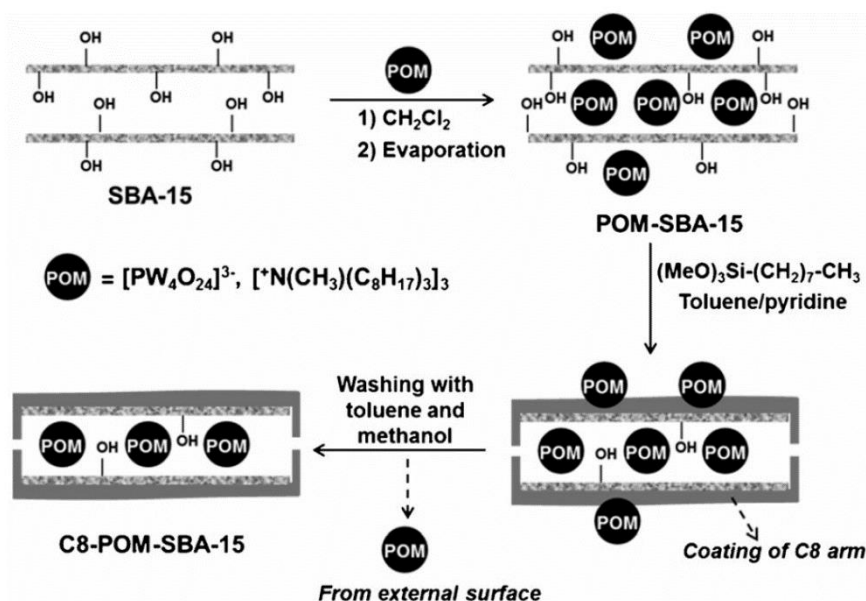 OH OH
OH OH OH
OH OH
OH OH
SBA-15
POM
1) CH₂Cl₂
2) Evaporation
OH POM POM OH
OH OH OH OH
POM POM POM
OH OH
POM
POM-SBA-15
POM = [PW₄O₂₄]³⁻, [⁺N(CH₃)(C₈H₁₇)₃]₃
(MeO)₃Si-(CH₂)₇-CH₃
Toluene/pyridine
POM POM
OH
POM POM POM
OH
POM
Coating of C8 arm
Washing with
toluene and
methanol
POM
From external surface
OH
POM POM POM
OH
C8-POM-SBA-15